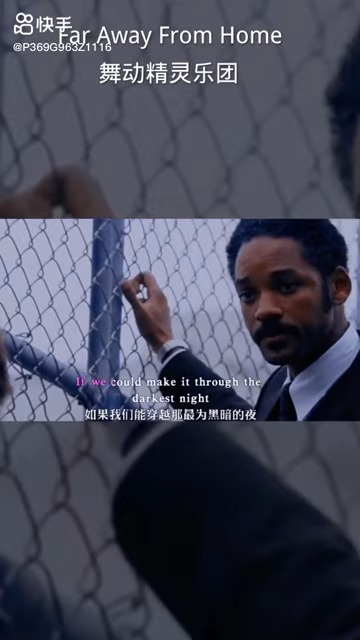 快手
@P369G963Z1116
Far Away From Home
舞动精灵乐团
If we could make it through the
darkest night
如果我们能穿越那最为黑暗的夜